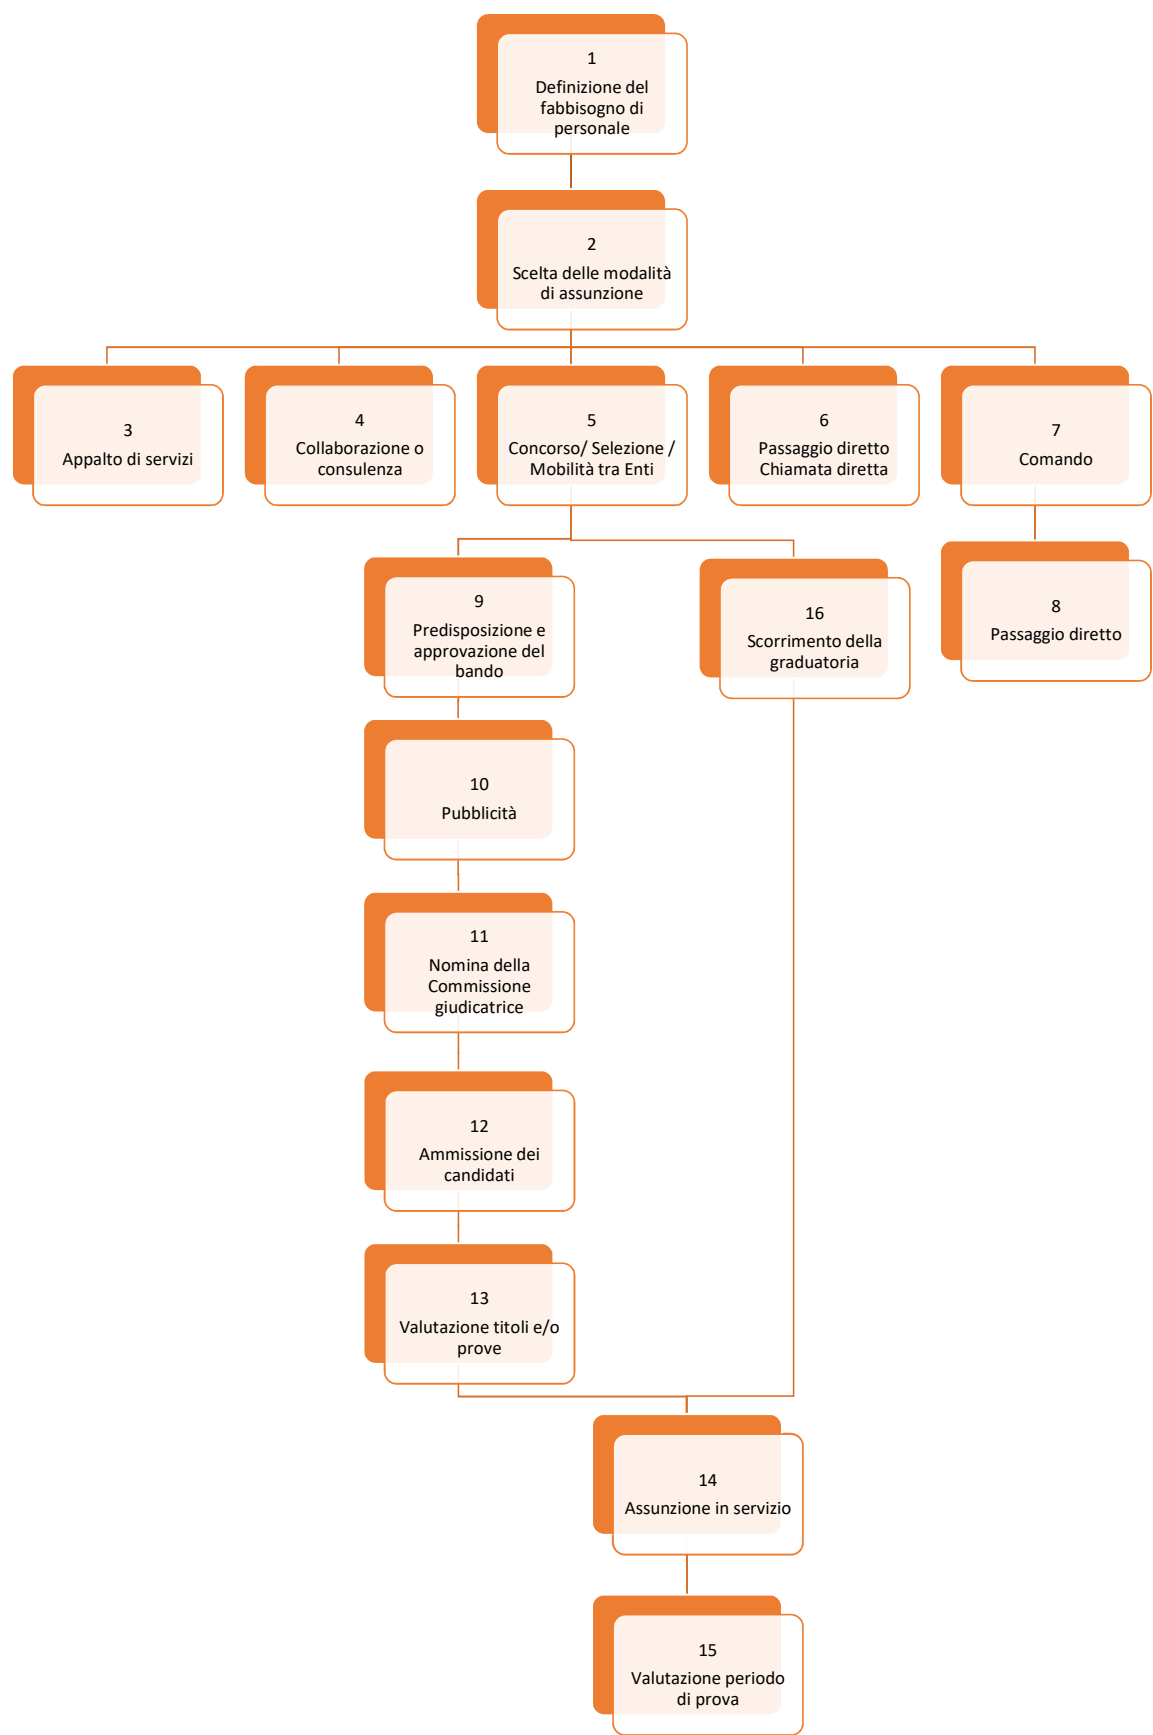 1
Definizione del
fabbisogno di
personale
2
Scelta delle modalità
di assunzione
3
Appalto di servizi
4
Collaborazione o
consulenza
5
Concorso/ Selezione /
Mobilità tra Enti
6
Passaggio diretto
Chiamata diretta
7
Comando
8
Passaggio diretto
9
Predisposizione e
approvazione del
bando
16
Scorrimento della
graduatoria
10
Pubblicità
11
Nomina della
Commissione
giudicatrice
12
Ammissione dei
candidati
13
Valutazione titoli e/o
prove
14
Assunzione in servizio
15
Valutazione periodo
di prova